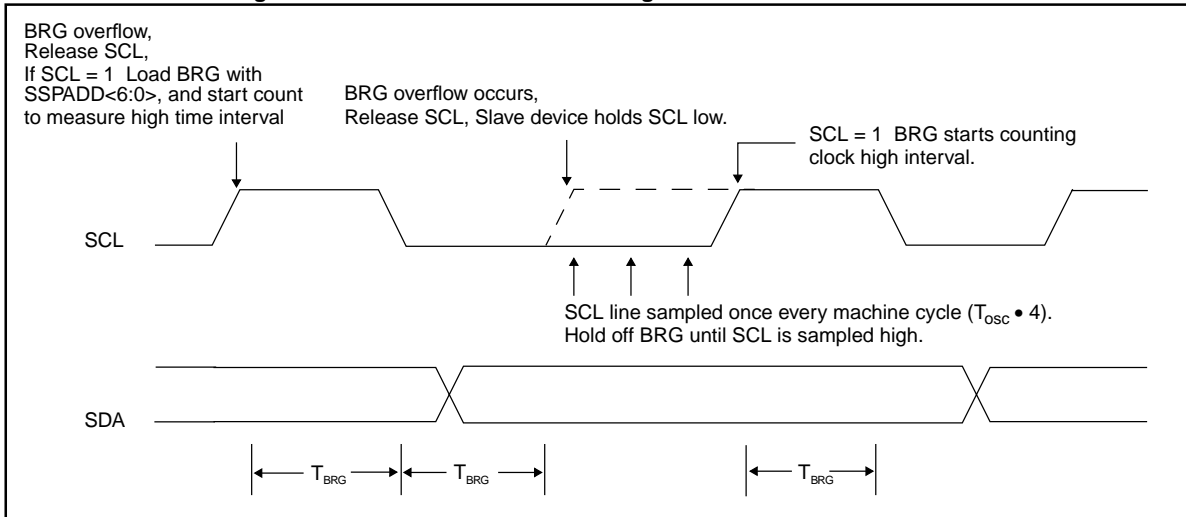 BRG overflow,
Release SCL,
If SCL = 1 Load BRG with
SSPADD<6:0>, and start count
to measure high time interval
BRG overflow occurs,
Release SCL, Slave device holds SCL low.
SCL = 1 BRG starts counting
clock high interval.
SCL
SCL line sampled once every machine cycle (Tosc • 4).
Hold off BRG until SCL is sampled high.
SDA
TBRG
TBRG
TBRG